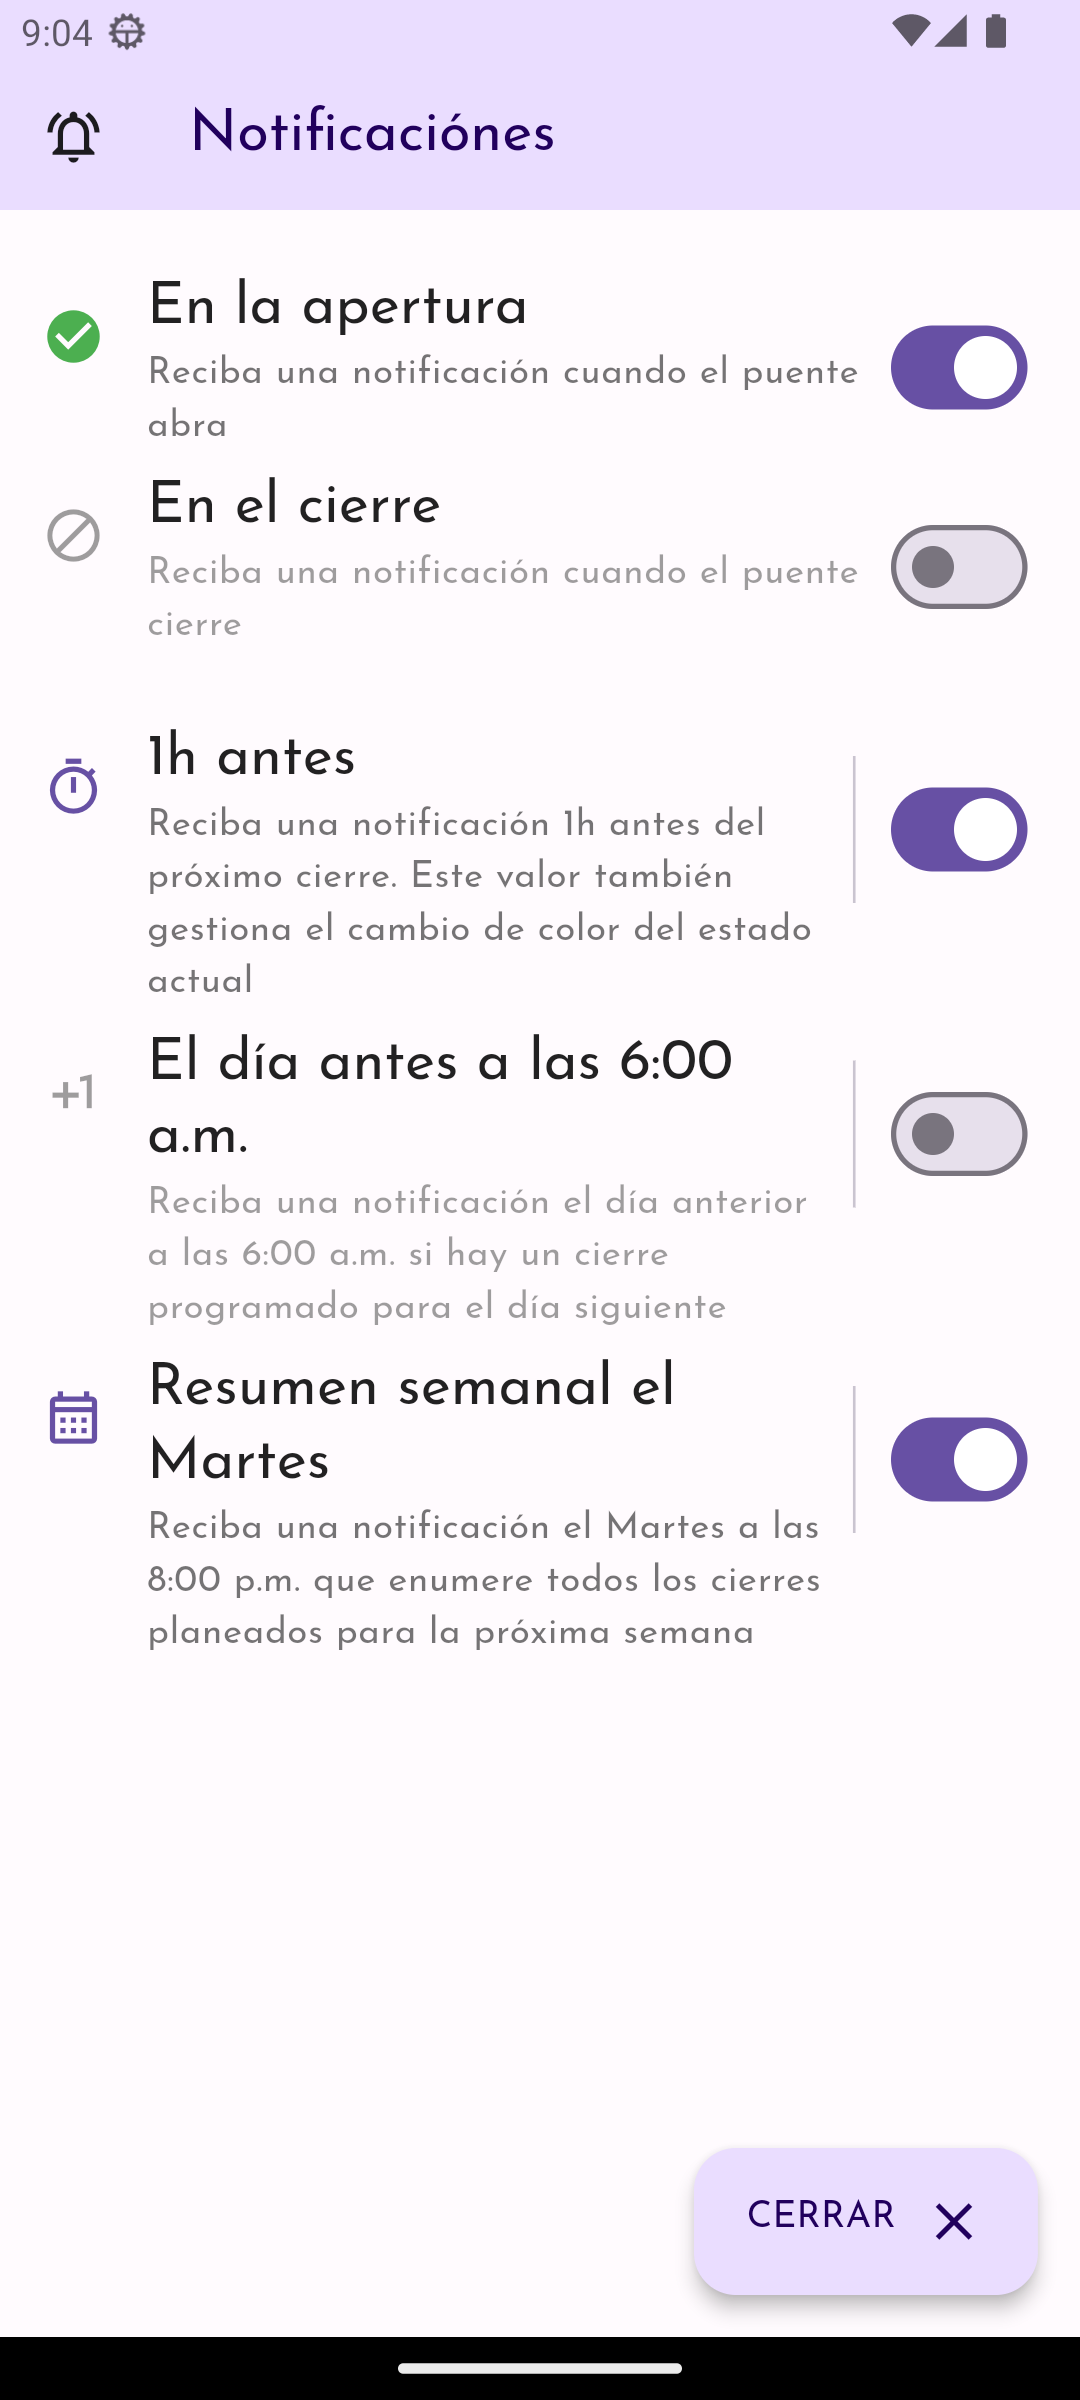 9:04
Notificaciónes
En la apertura
Reciba una notificación cuando el puente
abra
En el cierre
Reciba una notificación cuando el puente
cierre
1h antes
Reciba una notificación 1h antes del
próximo cierre. Este valor también
gestiona el cambio de color del estado
actual
+1
El día antes a las 6:00
a.m.
Reciba una notificación el día anterior
a las 6:00 a.m. si hay un cierre
programado para el día siguiente
Resumen semanal el
Martes
Reciba una notificación el Martes a las
8:00 p.m. que enumere todos los cierres
planeados para la próxima semana
CERRAR